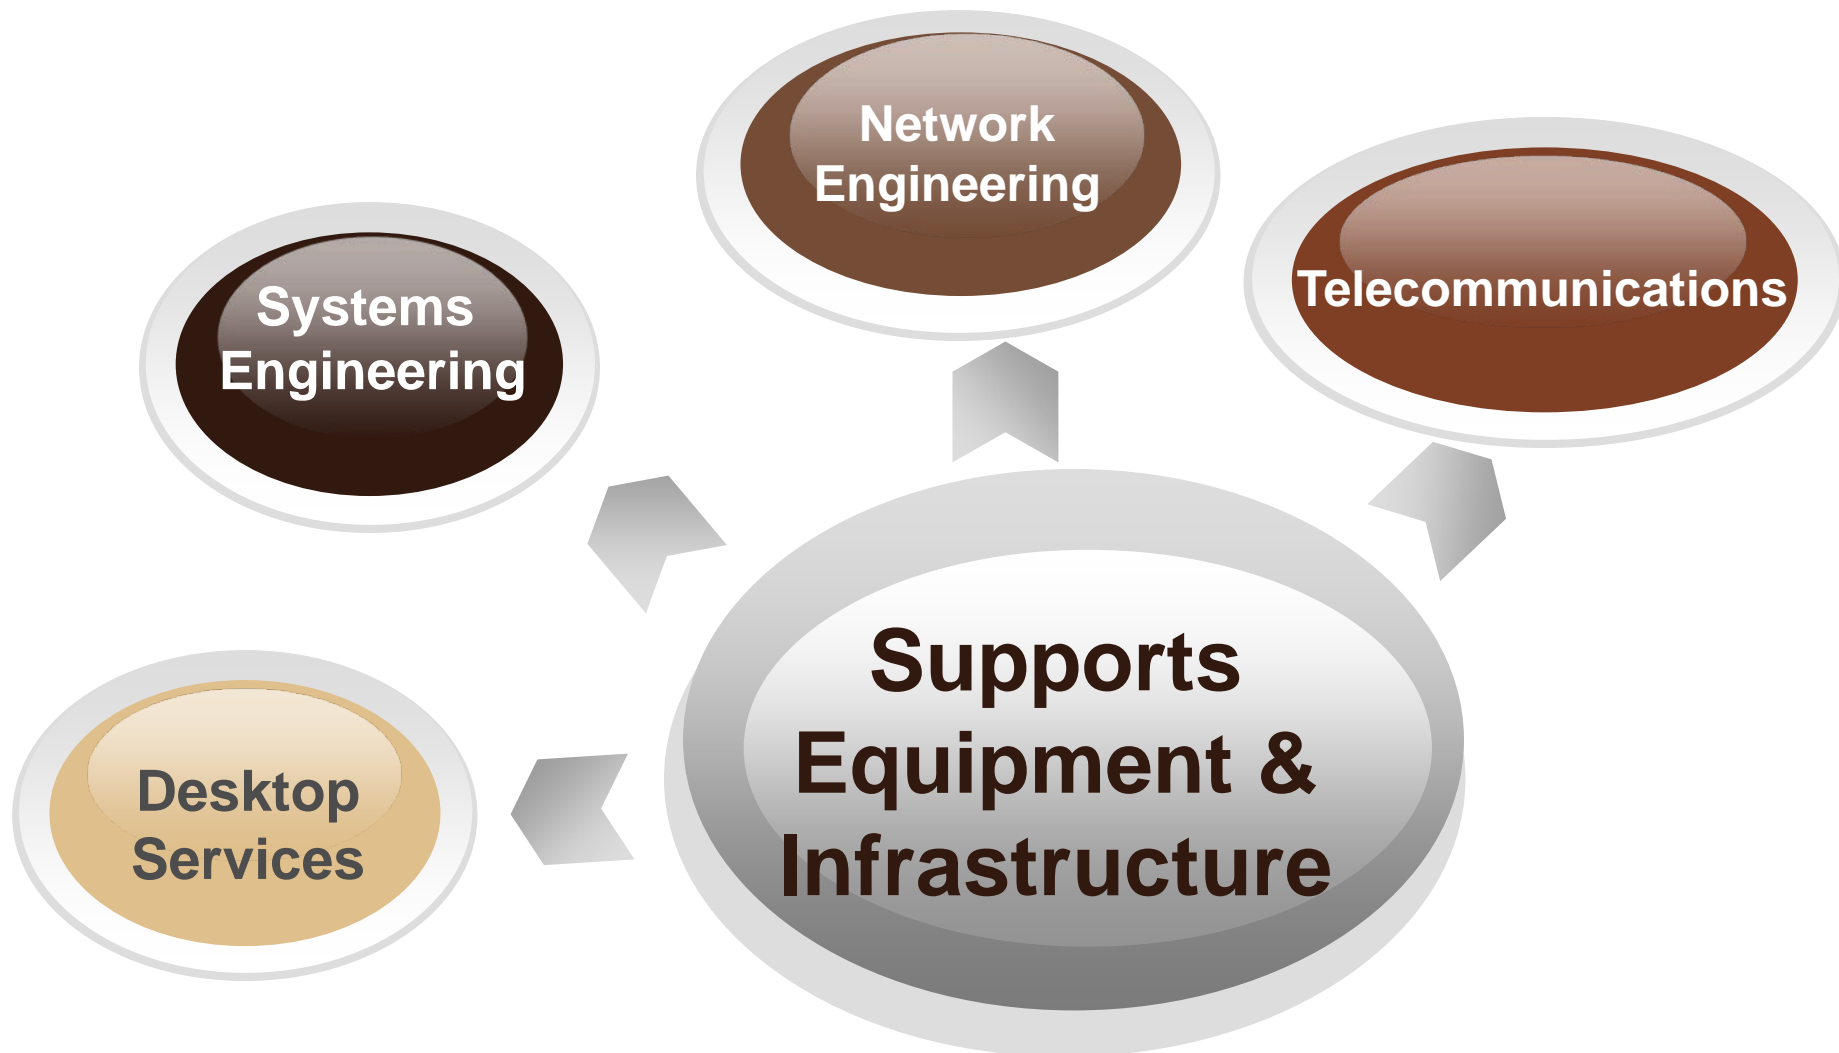 Network
Engineering
Telecommunications
Systems
Engineering
Supports
Equipment &
Infrastructure
Desktop
Services